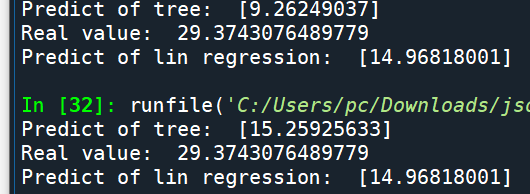 Predict of tree:  [9.26249037]
Real value:  29.3743076489779
Predict of lin regression:  [14.96818001]
In [32]: runfile('C:/Users/pc/Downloads/jso
Predict of tree:  [15.25925633]
Real value:  29.3743076489779
Predict of lin regression:  [14.96818001]